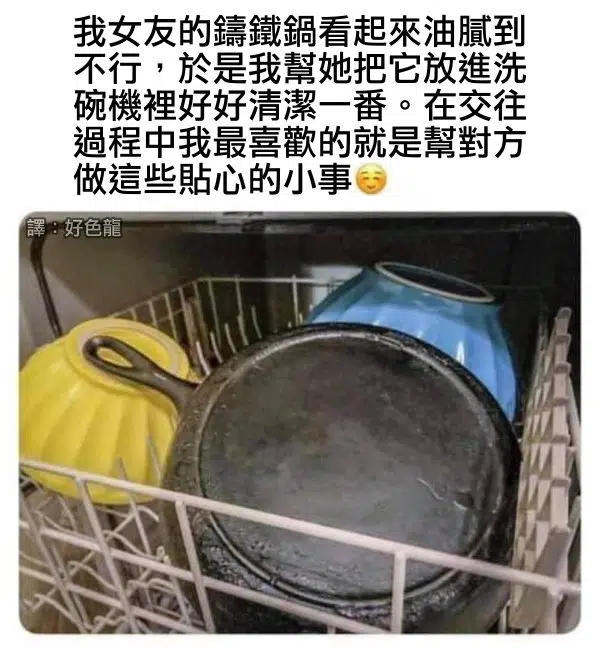 我女友的鑄鐵鍋看起來油膩到
不行，於是我幫她把它放進洗
碗機裡好好清潔一番。在交往
過程中我最喜歡的就是幫對方
做這些貼心的小事☺️
譯：好色龍